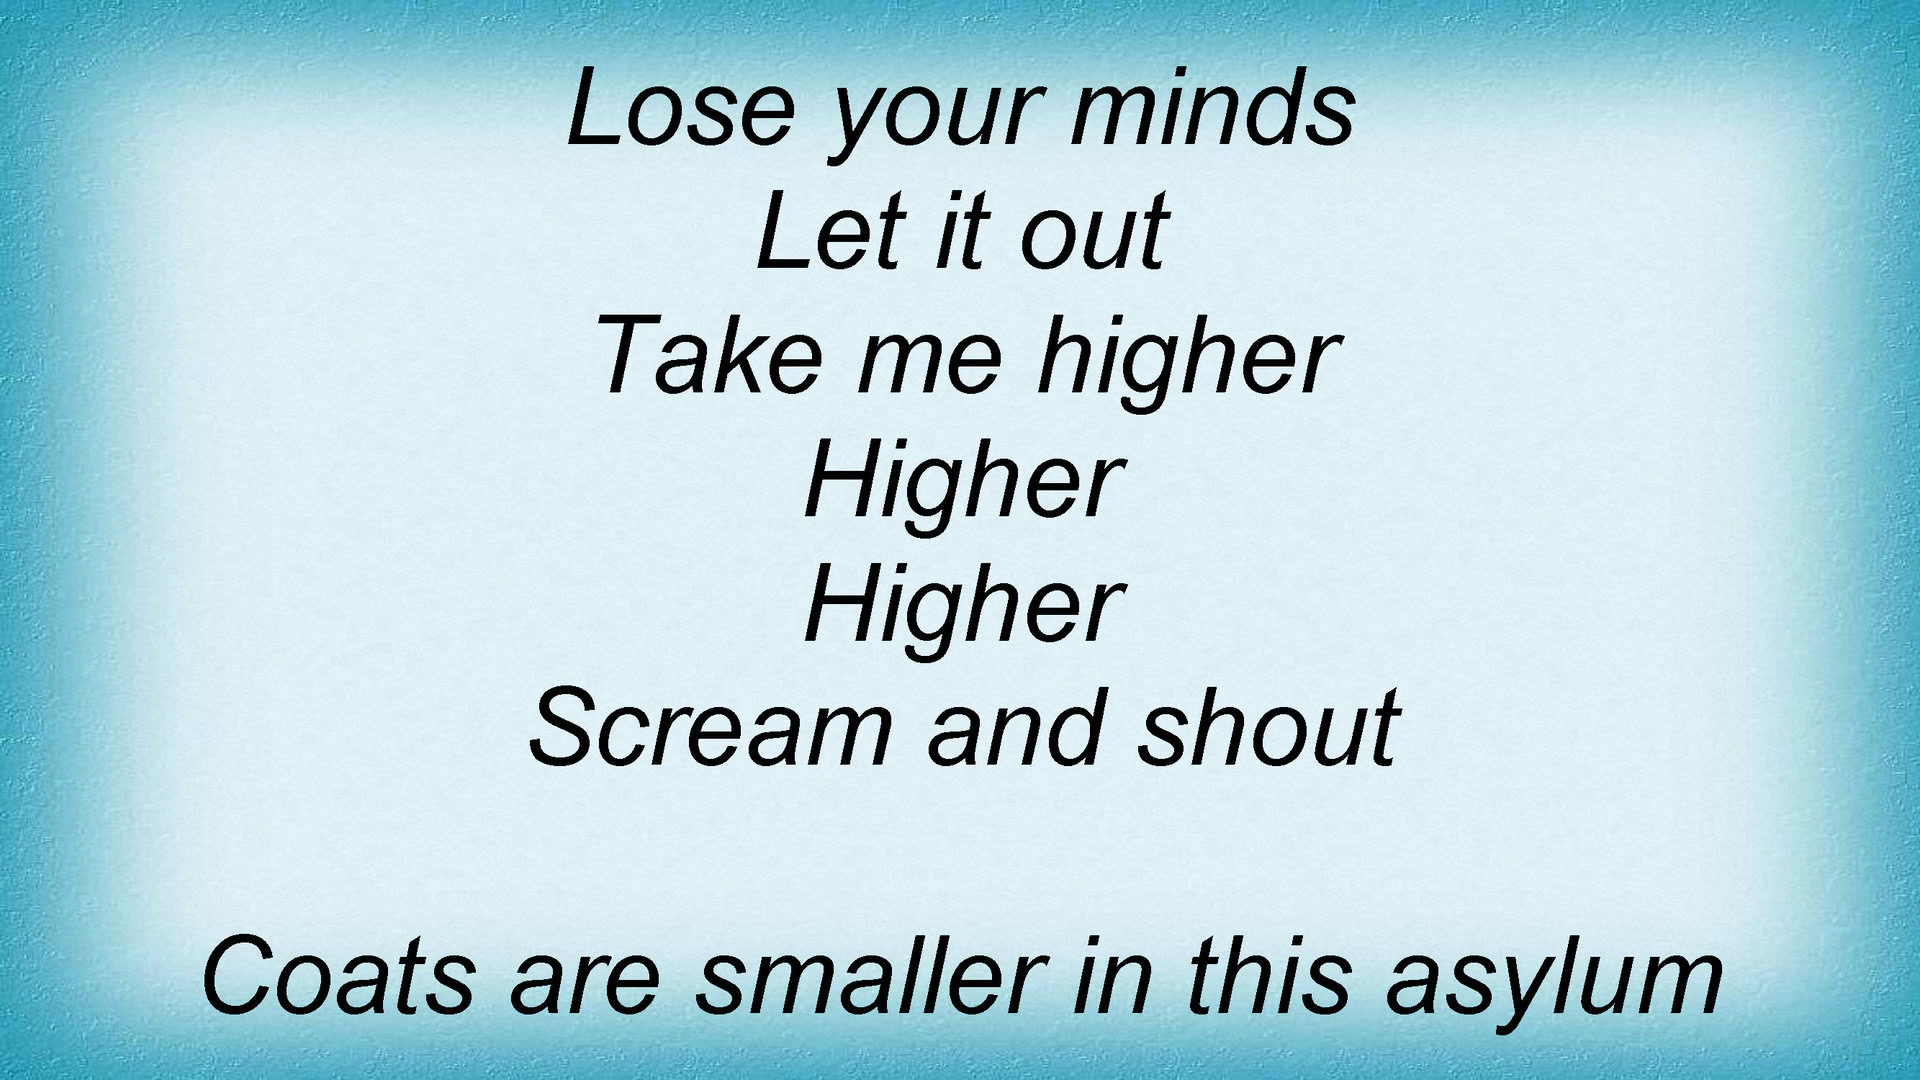 Lose your minds
Let it out
Take me higher
Higher
Higher
Scream and shout
Coats are smaller in this asylum